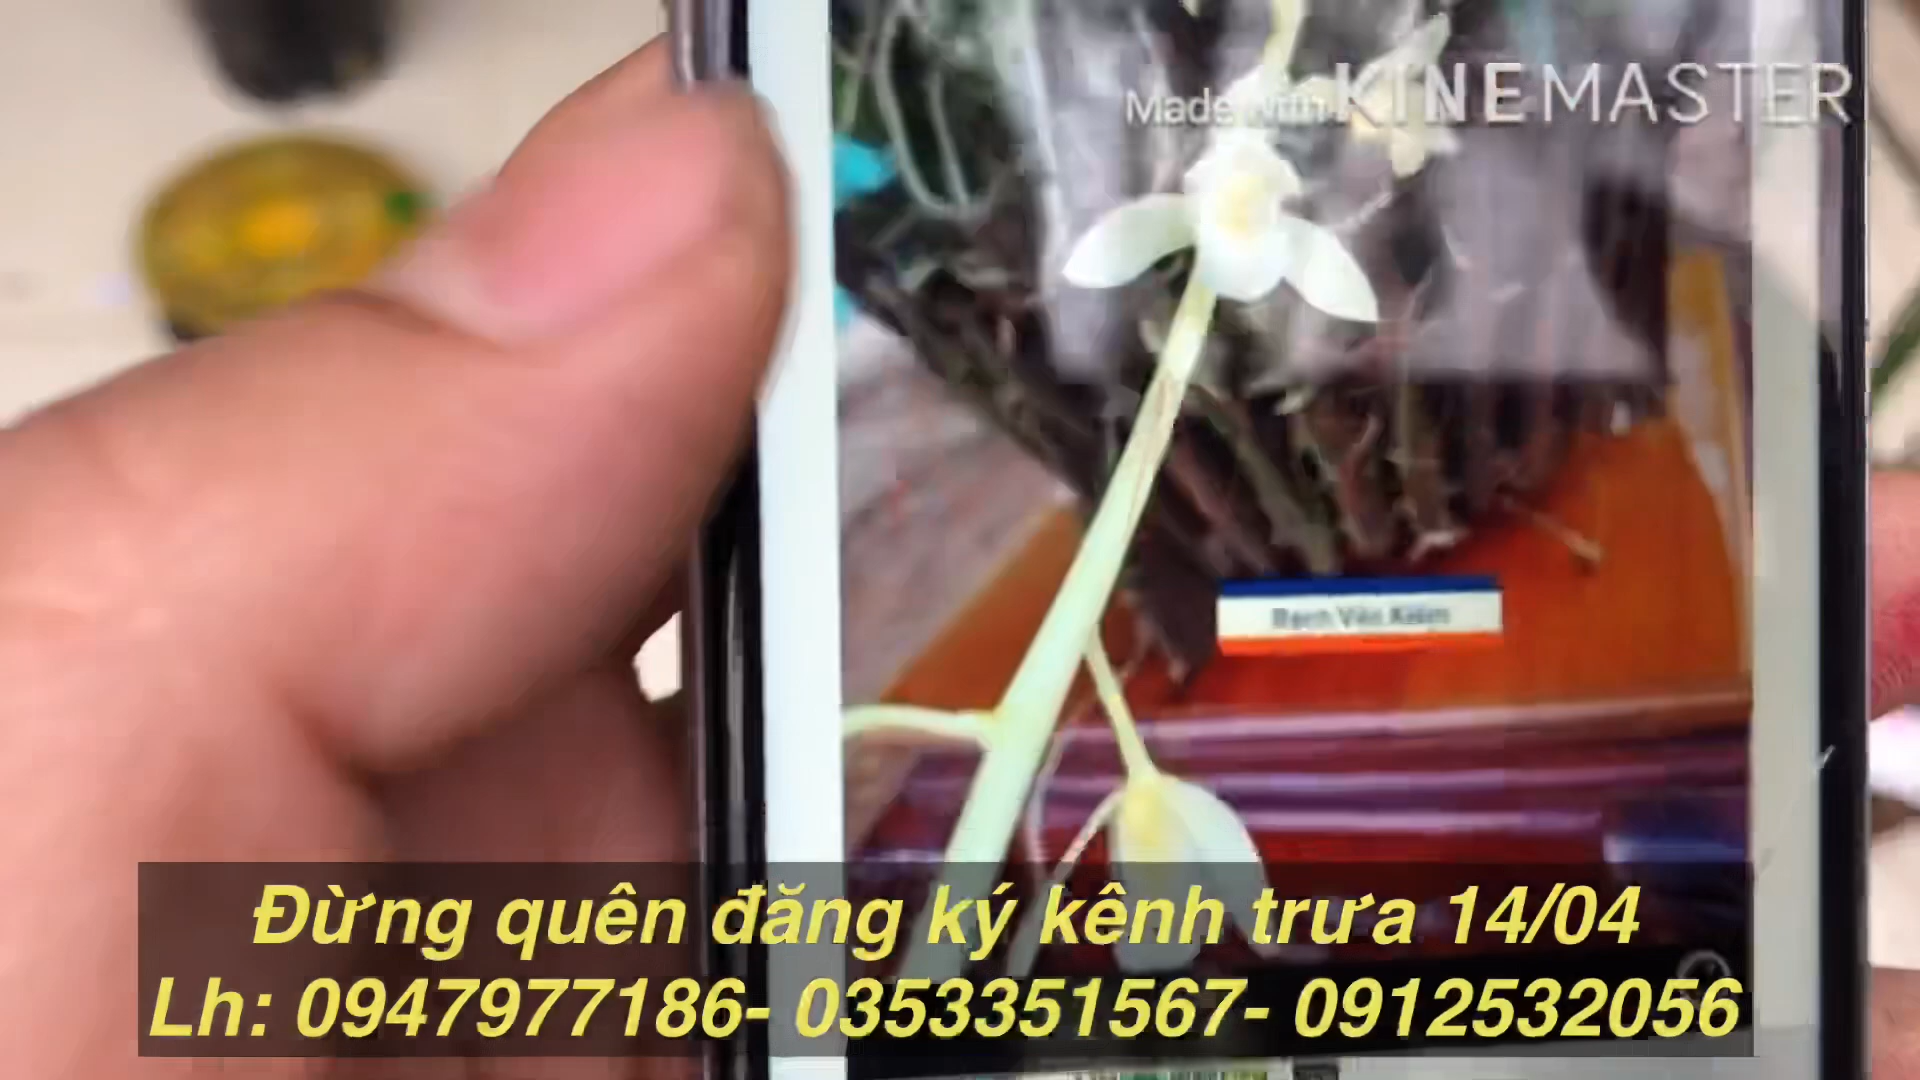 Made with KINEMASTER
Đừng quên đăng ký kênh trưa 14/04
Lh: 0947977186- 0353351567- 0912532056